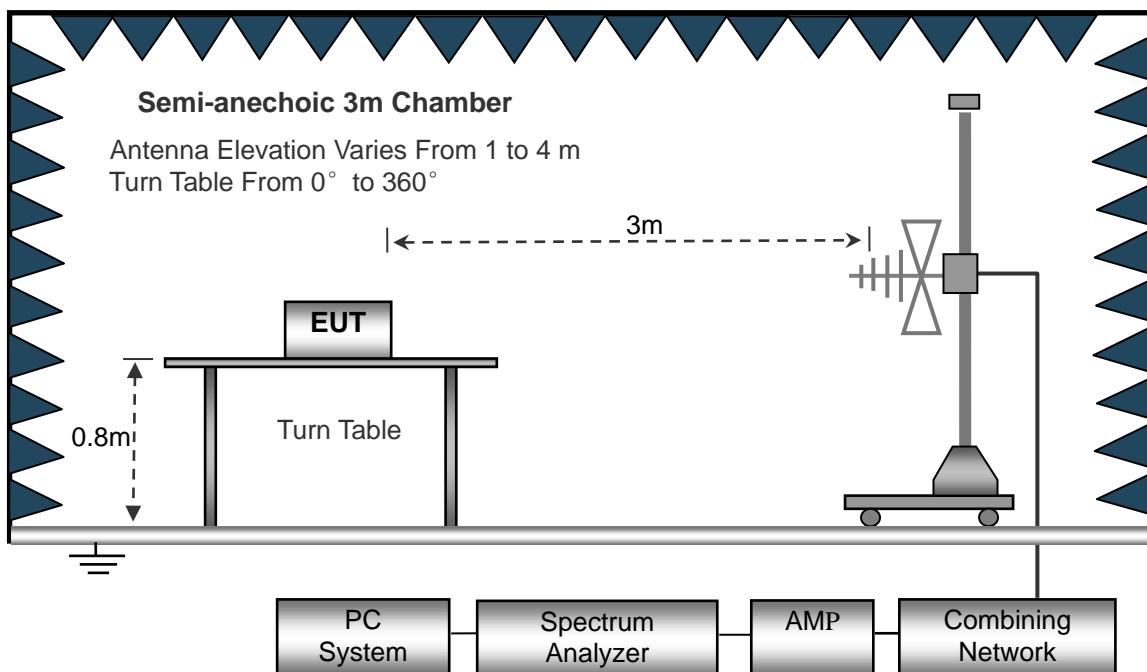 Semi-anechoic 3m Chamber
Antenna Elevation Varies From 1 to 4 m
Turn Table From 0° to 360°
3m
EUT
0.8m
Turn Table
PC
System
Spectrum
Analyzer
AMP
Combining
Network